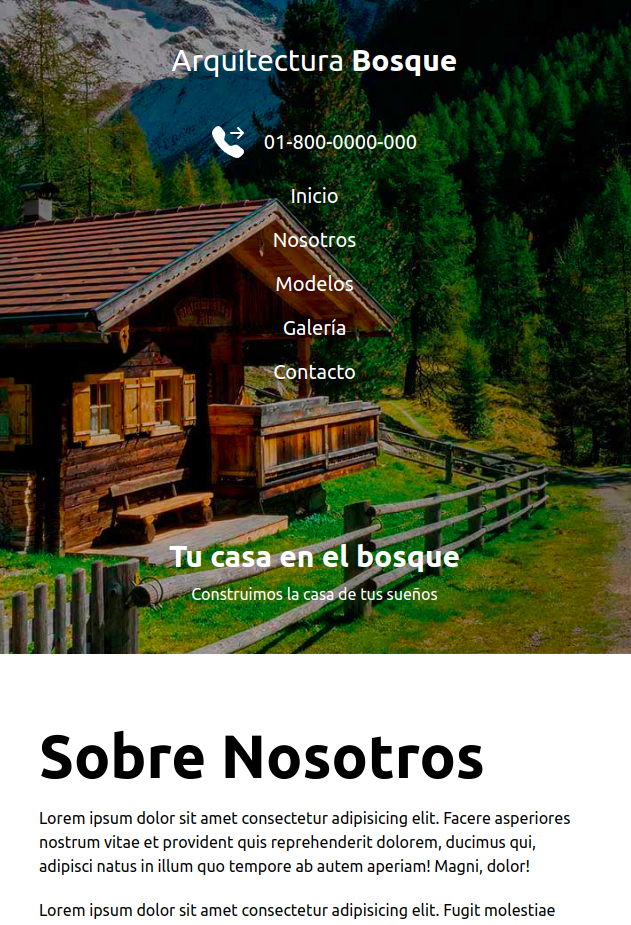 Arquitectura Bosque
01-800-0000-000
Inicio
Nosotros
Modelos
Galería
Contacto
Tu casa en el bosque
Construimos la casa de tus sueños
Sobre Nosotros
Lorem ipsum dolor sit amet consectetur adipisicing elit. Facere asperiores
nostrum vitae et provident quis reprehenderit dolorem, ducimus qui,
adipisci natus in illum quo tempore ab autem aperiam! Magni, dolor!
Lorem ipsum dolor sit amet consectetur adipisicing elit. Fugit molestiae